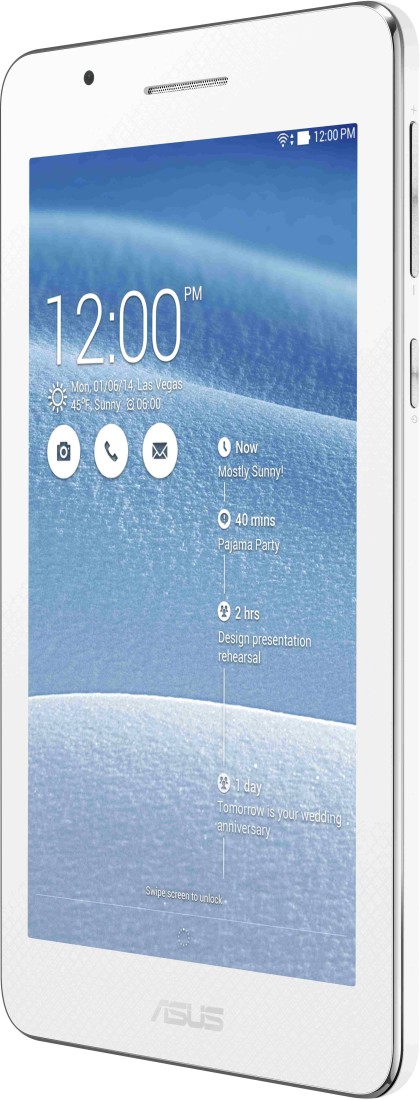 12:00 PM
12:00 PM
Mon, 01/06/14, Las Vegas
45°F, Sunny 06:00
Now
Mostly Sunny!
40 mins
Pajama Party
2 hrs
Design presentation
rehearsal
1 day
Tomorrow is your wedding
anniversary
Swipe screen to unlock
ASUS